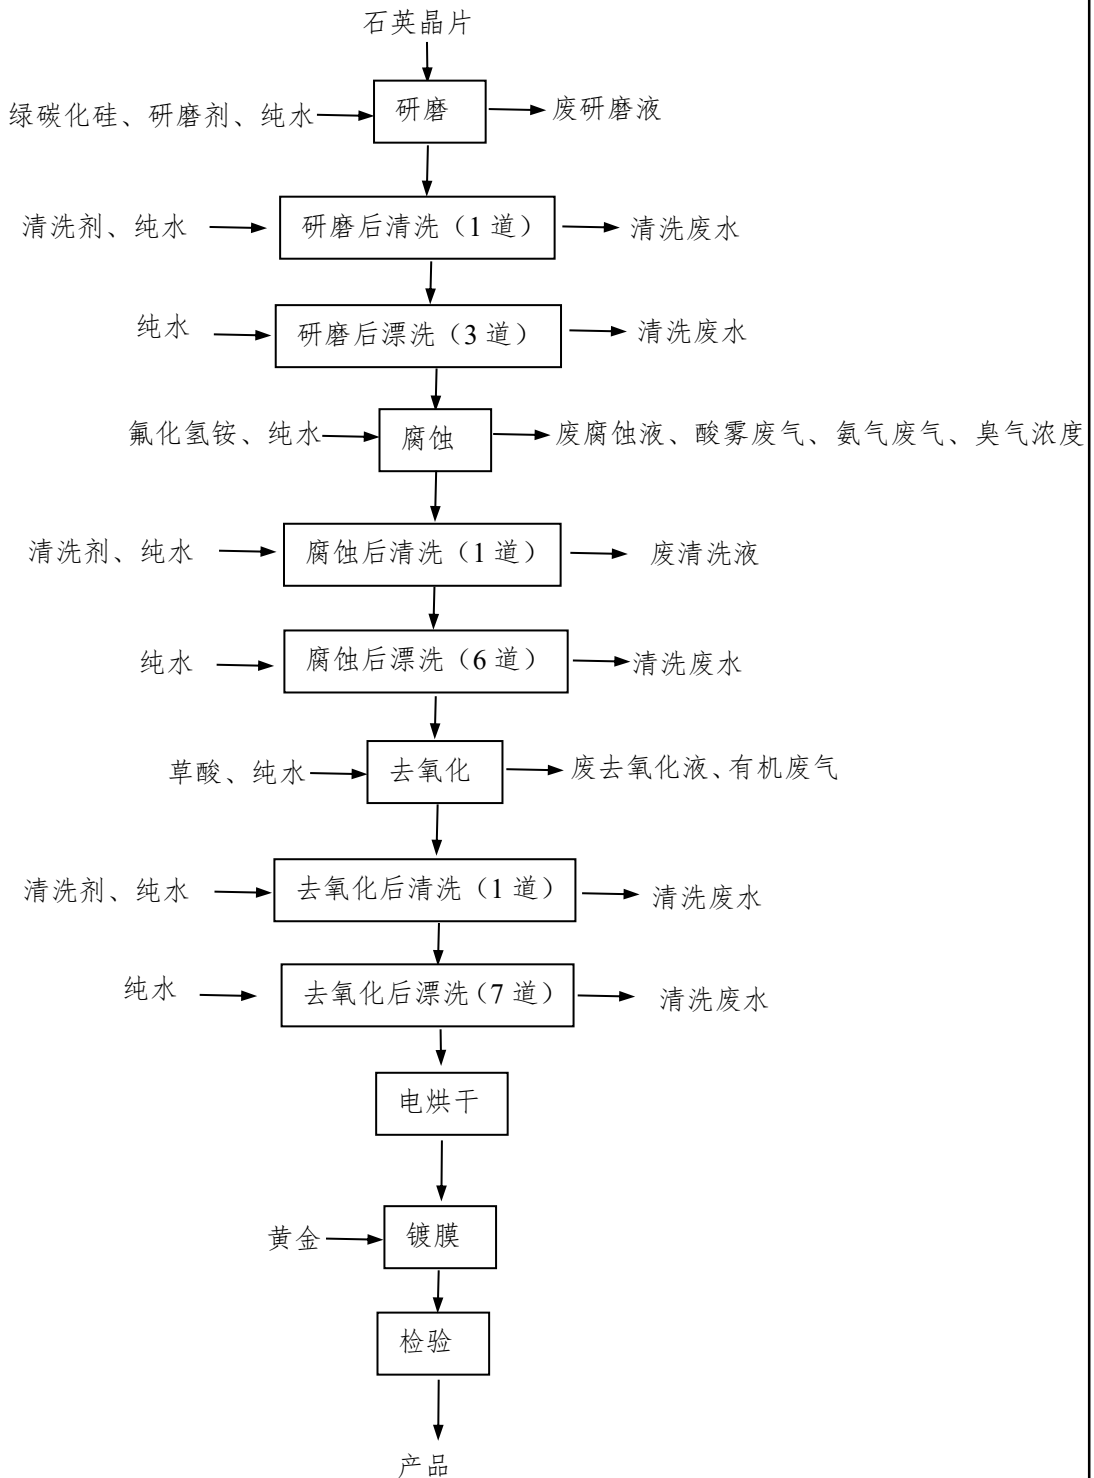 石英晶片
绿碳化硅、研磨剂、纯水
研磨
废研磨液
清洗剂、纯水
研磨后清洗（1 道）
清洗废水
纯水
研磨后漂洗（3 道）
清洗废水
氟化氢铵、纯水
腐蚀
废腐蚀液、酸雾废气、氨气废气、臭气浓度
清洗剂、纯水
腐蚀后清洗（1 道）
废清洗液
纯水
腐蚀后漂洗（6 道）
清洗废水
草酸、纯水
去氧化
废去氧化液、有机废气
清洗剂、纯水
去氧化后清洗（1 道）
清洗废水
纯水
去氧化后漂洗（7 道）
清洗废水
电烘干
黄金
镀膜
检验
产品